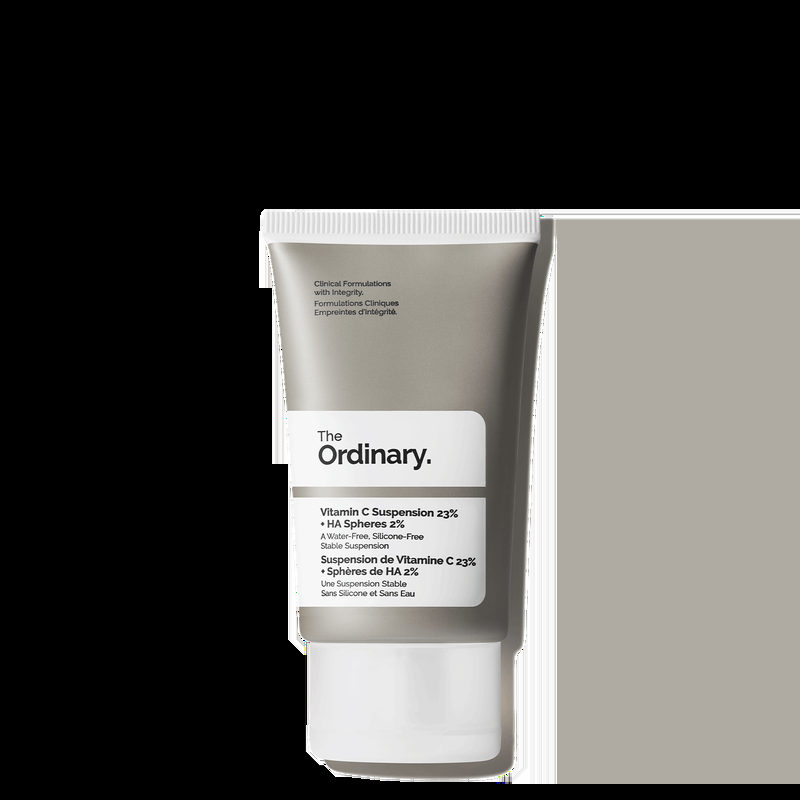 Clinical Formulations
with Integrity.
Formulations Cliniques
Empreintes d'intégrité.
The
Ordinary.
Vitamin C Suspension 23%
+ HA Spheres 2%
A Water-Free, Silicone-Free
Stable Suspension
Suspension de Vitamine C 23%
+ Sphères de HA 2%
Une Suspension Stable
Sans Silicone et Sans Eau